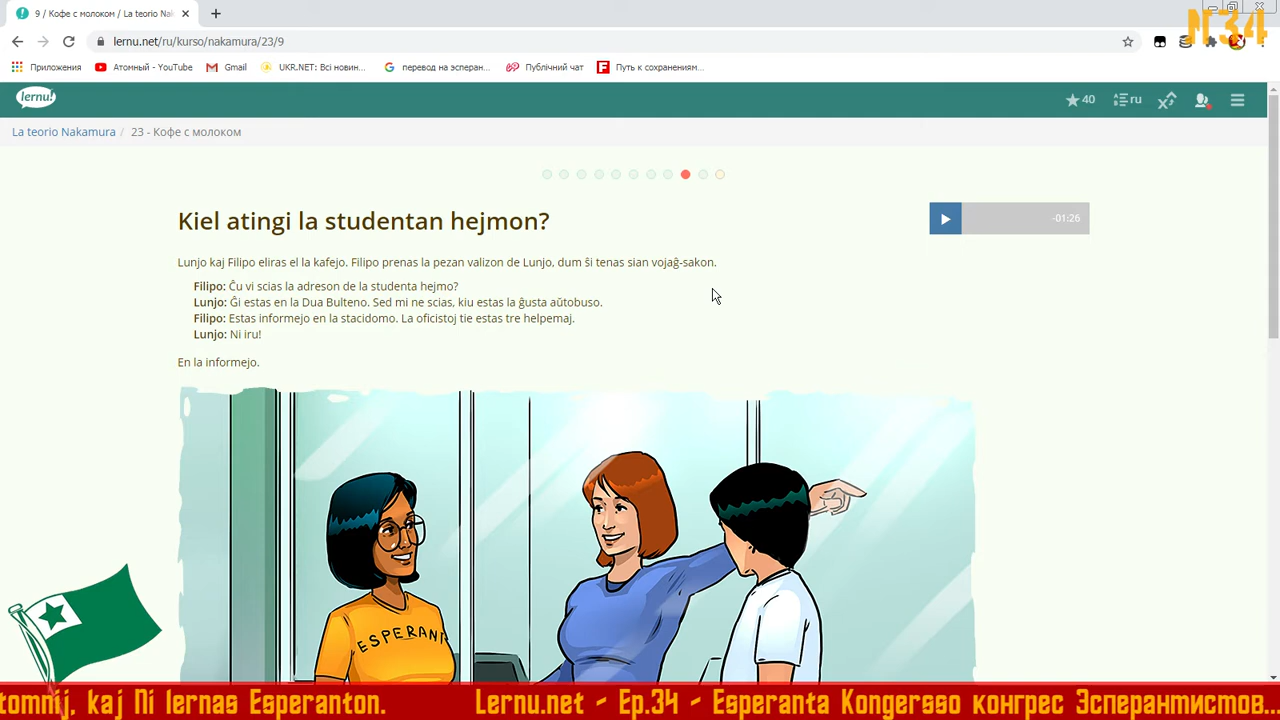 9 / Кофе с молоком / La teorio Nak
N34
lernu.net/ru/kurso/nakamura/23/9
Приложения
Атомный - YouTube
Gmail
UKR.NET: Всі новин...
перевод на эсперан...
Публічний чат
Путь к сохранениям...
lernu!
40
ru
La teorio Nakamura / 23 - Кофе с молоком
Kiel atingi la studentan hejmon?
-01:26
Lunjo kaj Filipo eliras el la kafejo. Filipo prenas la pezan valizon de Lunjo, dum ŝi tenas sian vojaĝ-sakon.
Filipo: Ĉu vi scias la adreson de la studenta hejmo?
Lunjo: Ĝi estas en la Dua Bulteno. Sed mi ne scias, kiu estas la ĝusta aŭtobuso.
Filipo: Estas informejo en la stacidomo. La oficistoj tie estas tre helpemaj.
Lunjo: Ni iru!
En la informejo.
ESPERANT
tomnij, kaj Ni lernas Esperanton. Lernu.net - Ep.34 - Esperanta Kongersso конгрес Эсперантистов...